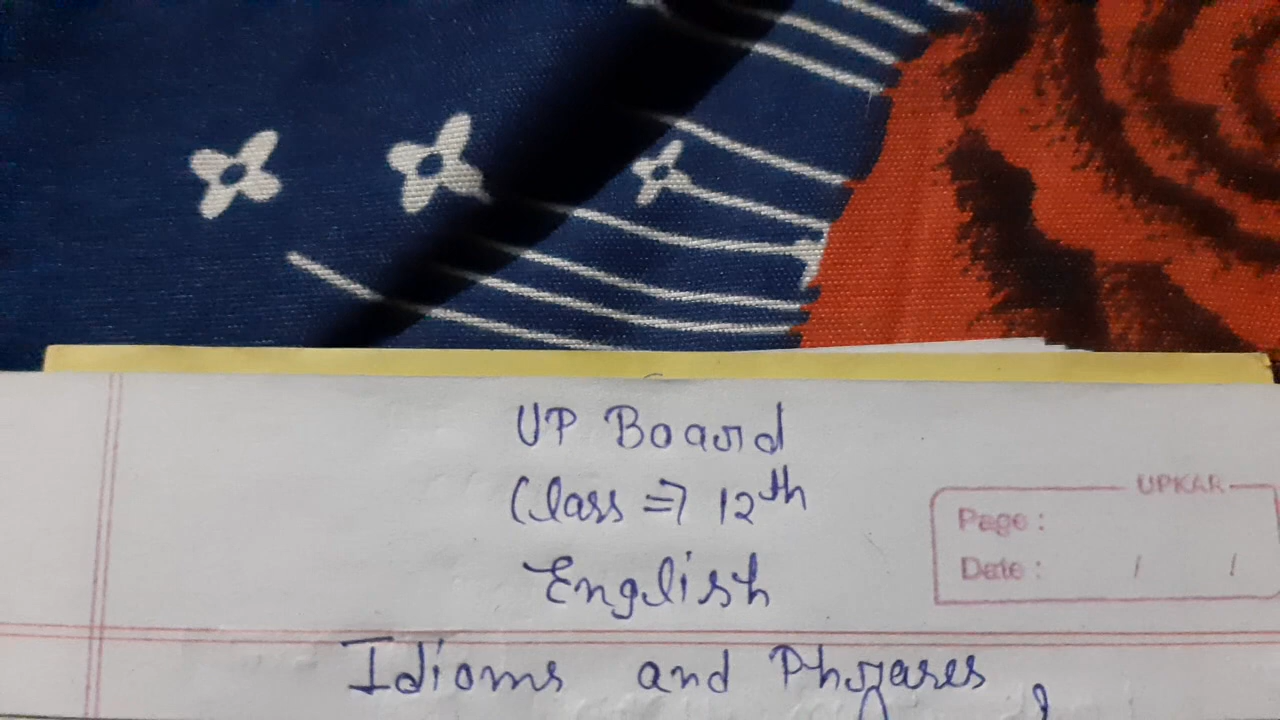 UP Board
Class => 12th
English
UPKAR
Page :
Date : / /
Idioms and Phrases